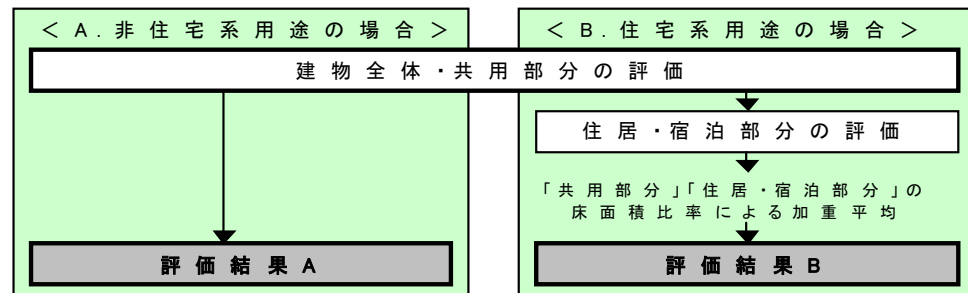 ＜A.非住宅系用途の場合＞
＜B.住宅系用途の場合＞
建物全体・共用部分の評価
住居・宿泊部分の評価
「共用部分」「住居・宿泊部分」の
床面積比率による加重平均
評価結果A
評価結果B